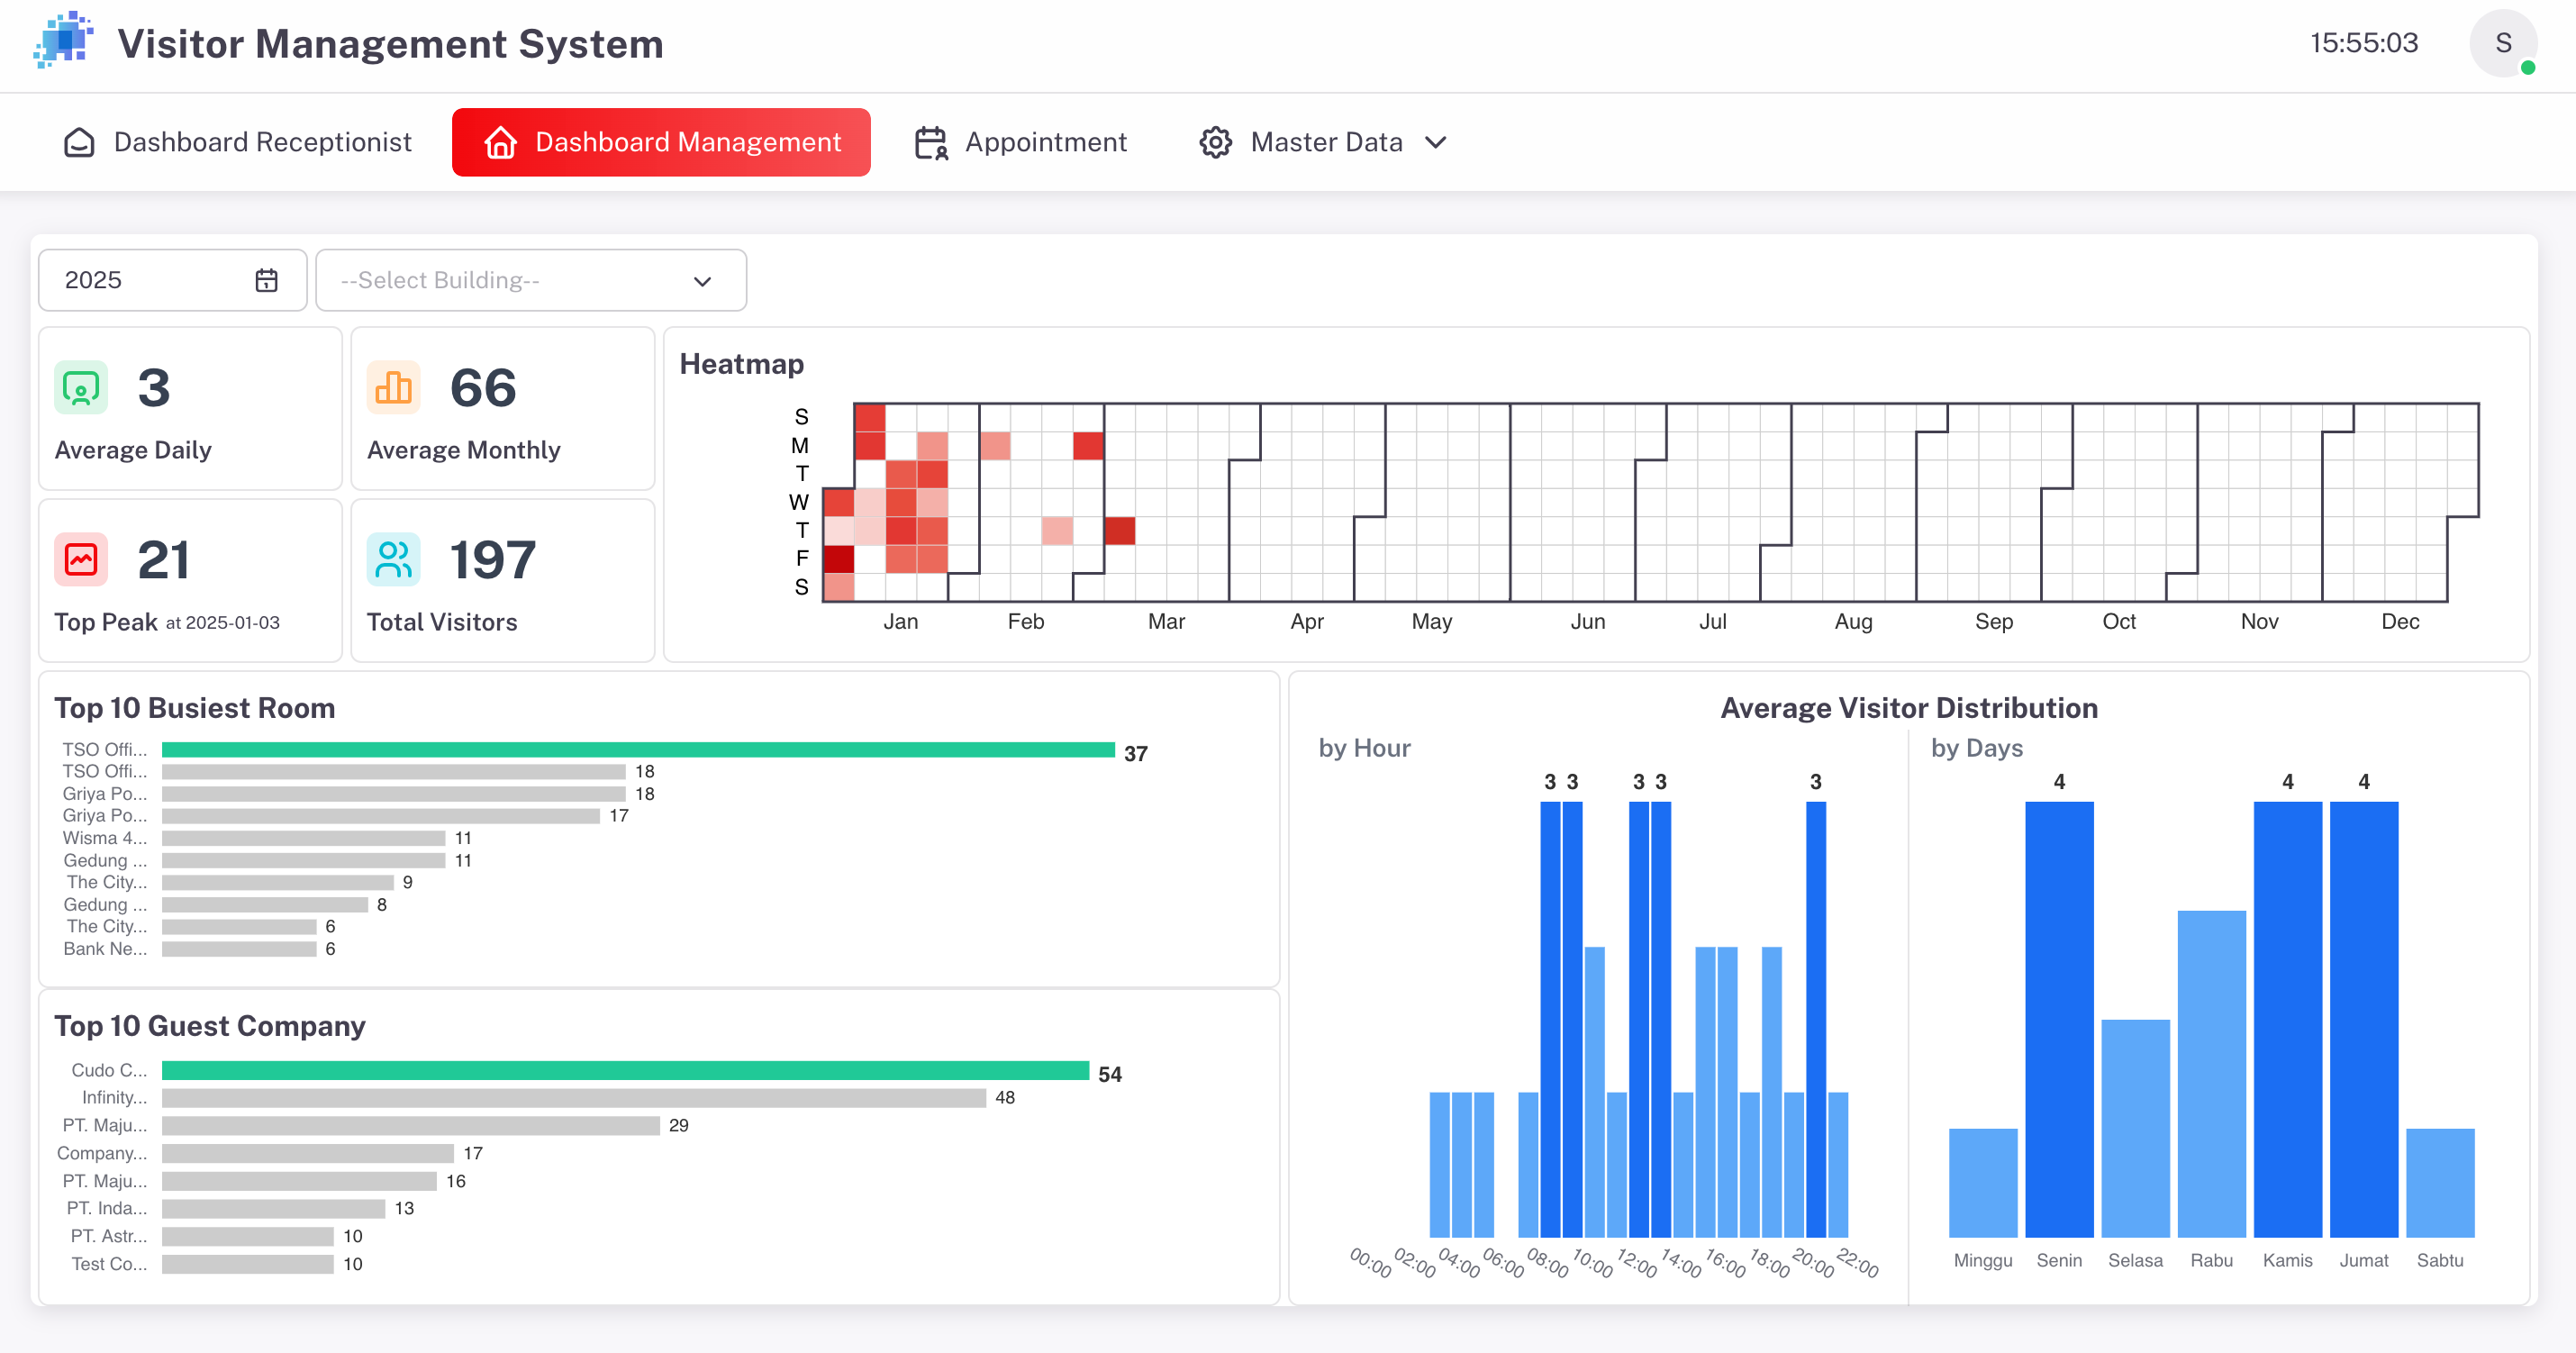 Visitor Management System
15:55:03
S
Dashboard Receptionist
Dashboard Management
Appointment
Master Data
2025
--Select Building--
3
Average Daily
66
Average Monthly
21
Top Peak at 2025-01-03
197
Total Visitors
Heatmap
S
M
T
W
T
F
S
Jan Feb Mar Apr May Jun Jul Aug Sep Oct Nov Dec
Top 10 Busiest Room
TSO Offi... 37
TSO Offi... 18
Griya Po... 18
Griya Po... 17
Wisma 4... 11
Gedung ... 11
The City... 9
Gedung ... 8
The City... 6
Bank Ne... 6
Top 10 Guest Company
Cudo C... 54
Infinity... 48
PT. Maju... 29
Company... 17
PT. Maju... 16
PT. Inda... 13
PT. Astr... 10
Test Co... 10
Average Visitor Distribution
by Hour
3 3 3 3 3
00:00 02:00 04:00 06:00 08:00 10:00 12:00 14:00 16:00 18:00 20:00 22:00
by Days
4 4 4
Minggu Senin Selasa Rabu Kamis Jumat Sabtu